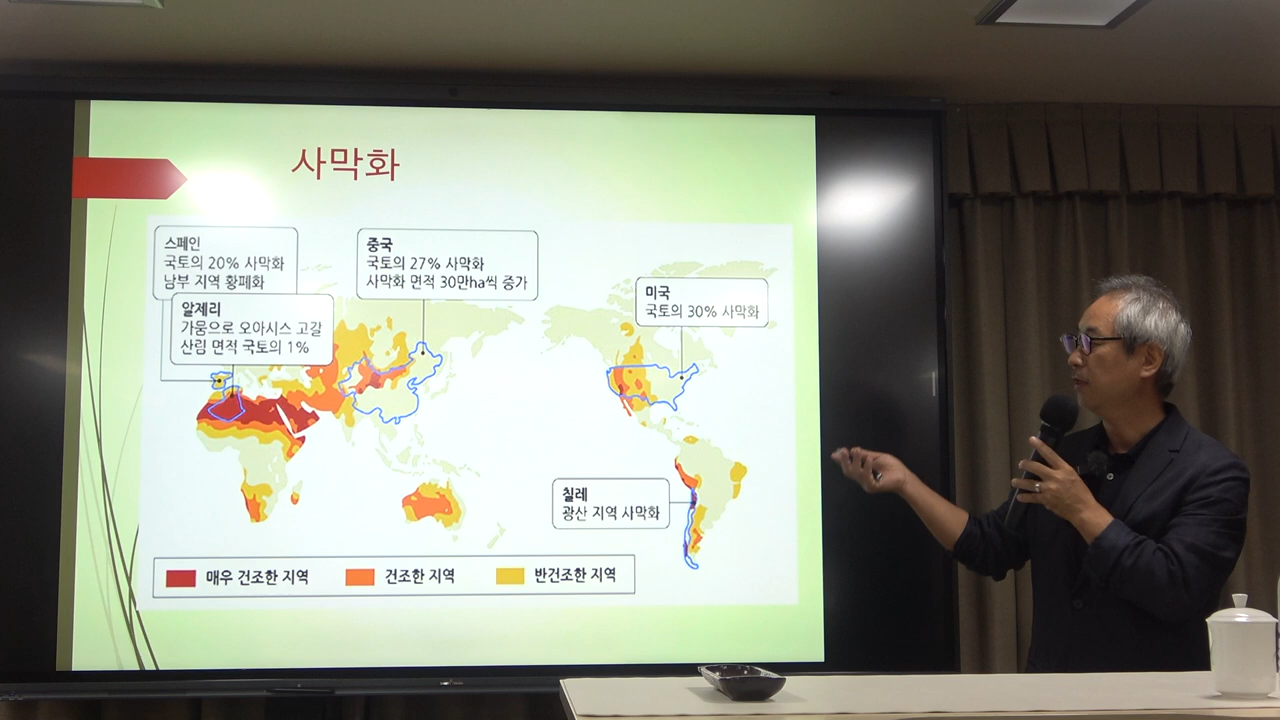 사막화
스페인
국토의 20% 사막화
남부 지역 황폐화
알제리
가뭄으로 오아시스 고갈
산림 면적 국토의 1%
중국
국토의 27% 사막화
사막화 면적 30만ha씩 증가
미국
국토의 30% 사막화
칠레
광산 지역 사막화
매우 건조한 지역
건조한 지역
반건조한 지역